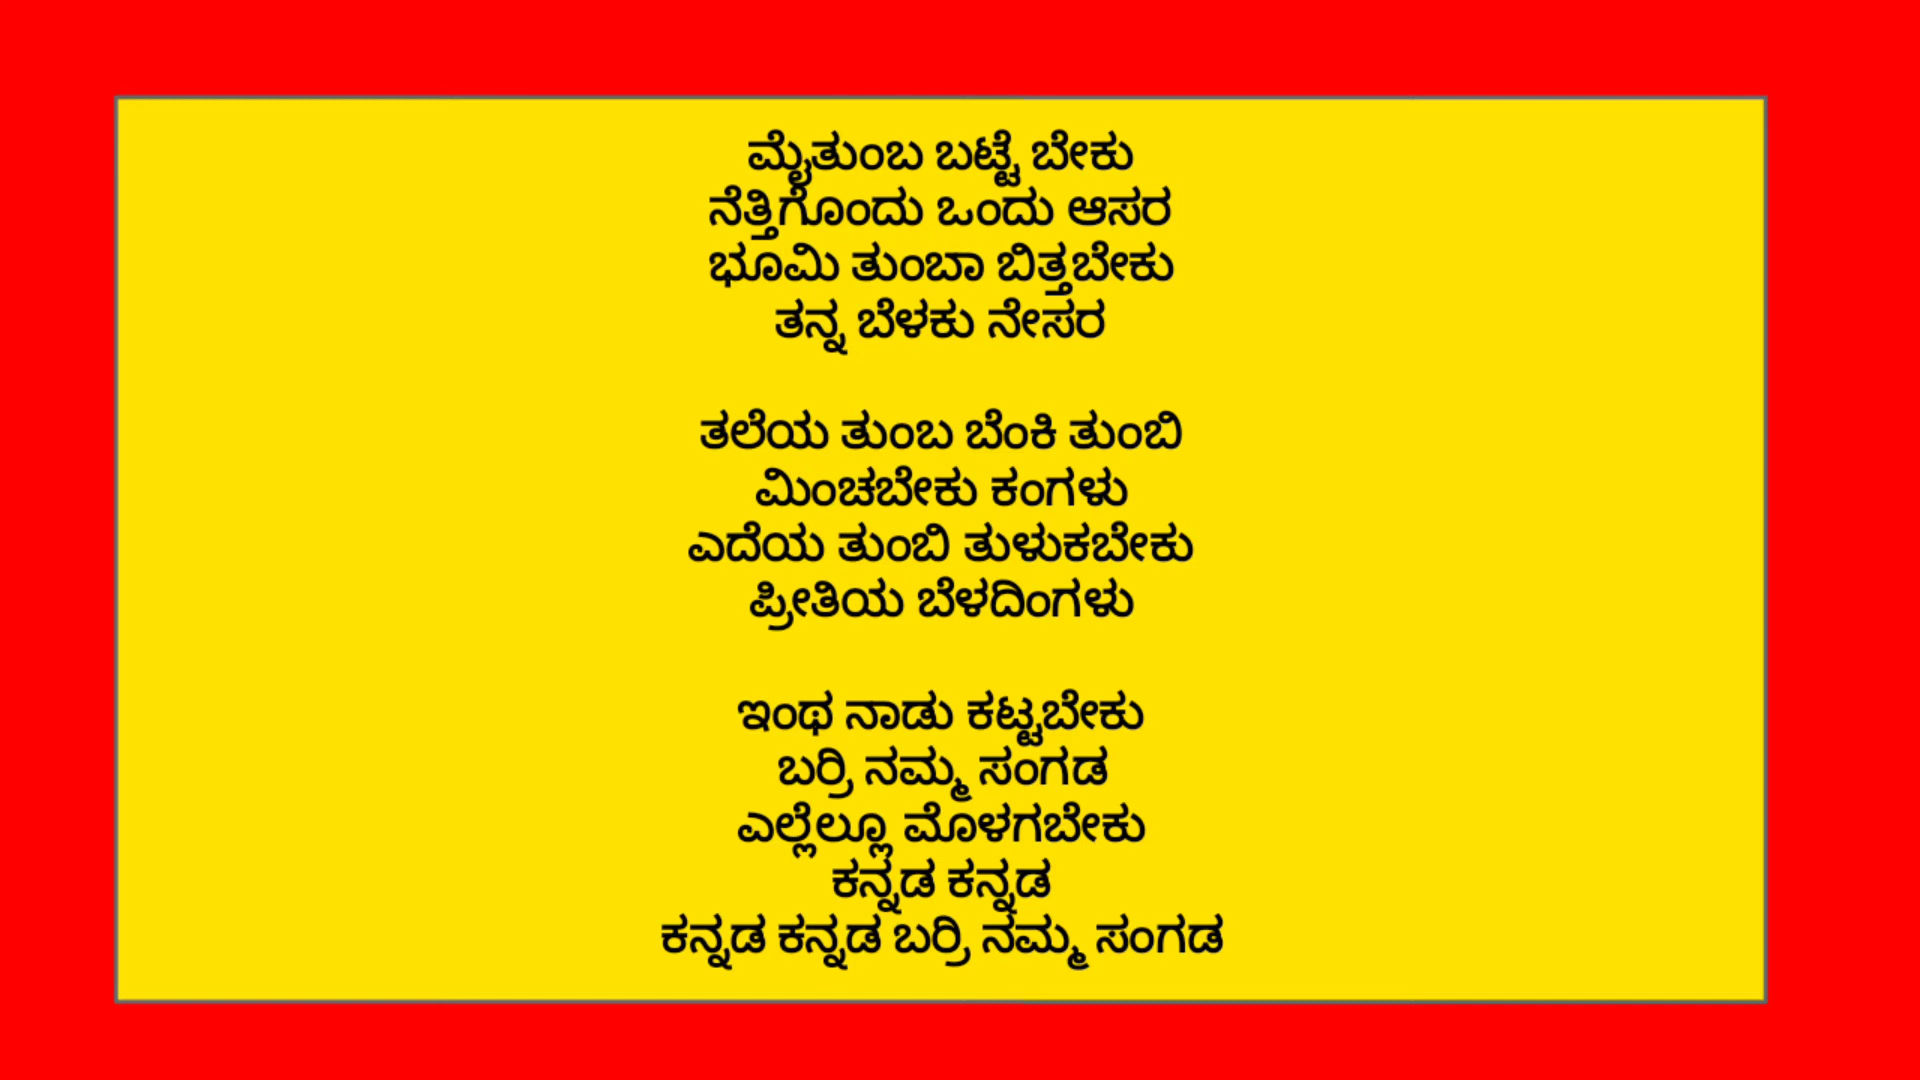 ಮೈತುಂಬ ಬಟ್ಟೆ ಬೇಕು
ನೆತ್ತಿಗೊಂದು ಒಂದು ಆಸರ
ಭೂಮಿ ತುಂಬಾ ಬಿತ್ತಬೇಕು
ತನ್ನ ಬೆಳಕು ನೇಸರ
ತಲೆಯ ತುಂಬ ಬೆಂಕಿ ತುಂಬಿ
ಮಿಂಚಬೇಕು ಕಂಗಳು
ಎದೆಯ ತುಂಬಿ ತುಳುಕಬೇಕು
ಪ್ರೀತಿಯ ಬೆಳದಿಂಗಳು
ಇಂಥ ನಾಡು ಕಟ್ಟಬೇಕು
ಬರ್ರಿ ನಮ್ಮ ಸಂಗಡ
ಎಲ್ಲೆಲ್ಲೂ ಮೊಳಗಬೇಕು
ಕನ್ನಡ ಕನ್ನಡ
ಕನ್ನಡ ಕನ್ನಡ ಬರ್ರಿ ನಮ್ಮ ಸಂಗಡ